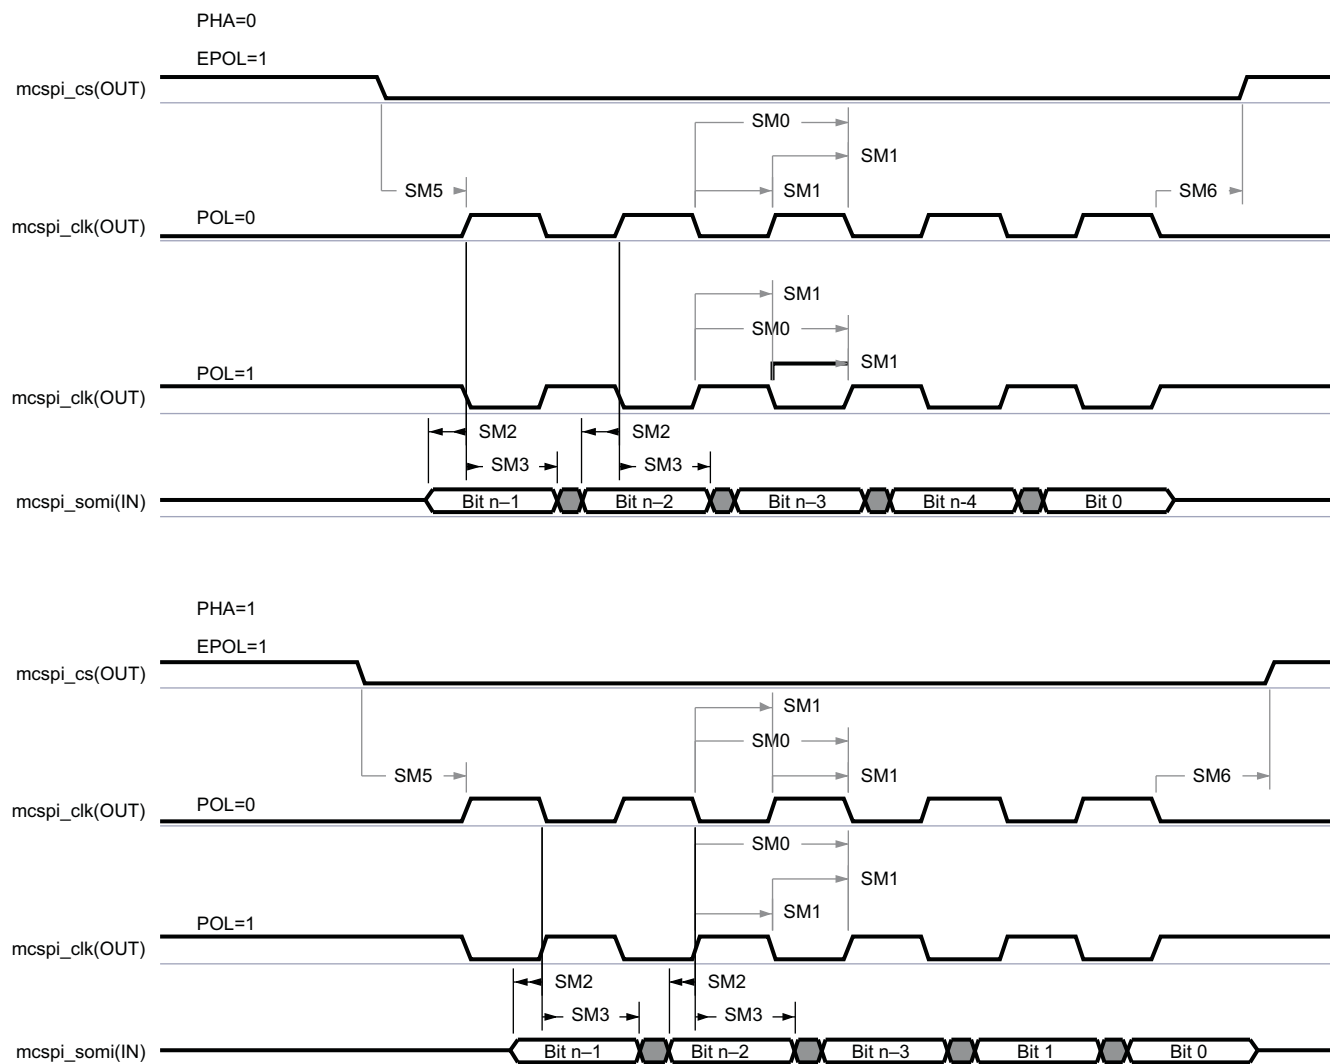 PHA=0
EPOL=1
mcspi_cs(OUT)
SM0
SM1
SM5
SM1
SM6
POL=0
mcspi_clk(OUT)
SM1
SM0
SM1
POL=1
mcspi_clk(OUT)
SM2
SM2
SM3
SM3
mcspi_somi(IN)
Bit n–1
Bit n–2
Bit n–3
Bit n-4
Bit 0
PHA=1
EPOL=1
mcspi_cs(OUT)
SM1
SM0
SM5
SM1
SM6
POL=0
mcspi_clk(OUT)
SM0
SM1
SM1
POL=1
mcspi_clk(OUT)
SM2
SM2
SM3
SM3
mcspi_somi(IN)
Bit n–1
Bit n–2
Bit n–3
Bit 1
Bit 0